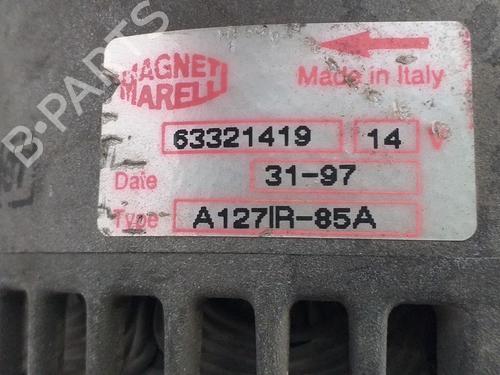 B-PARTS
MAGNETI
MARELLI
Made in Italy
63321419 14 V
Date 31-97
Type A127IR-85A